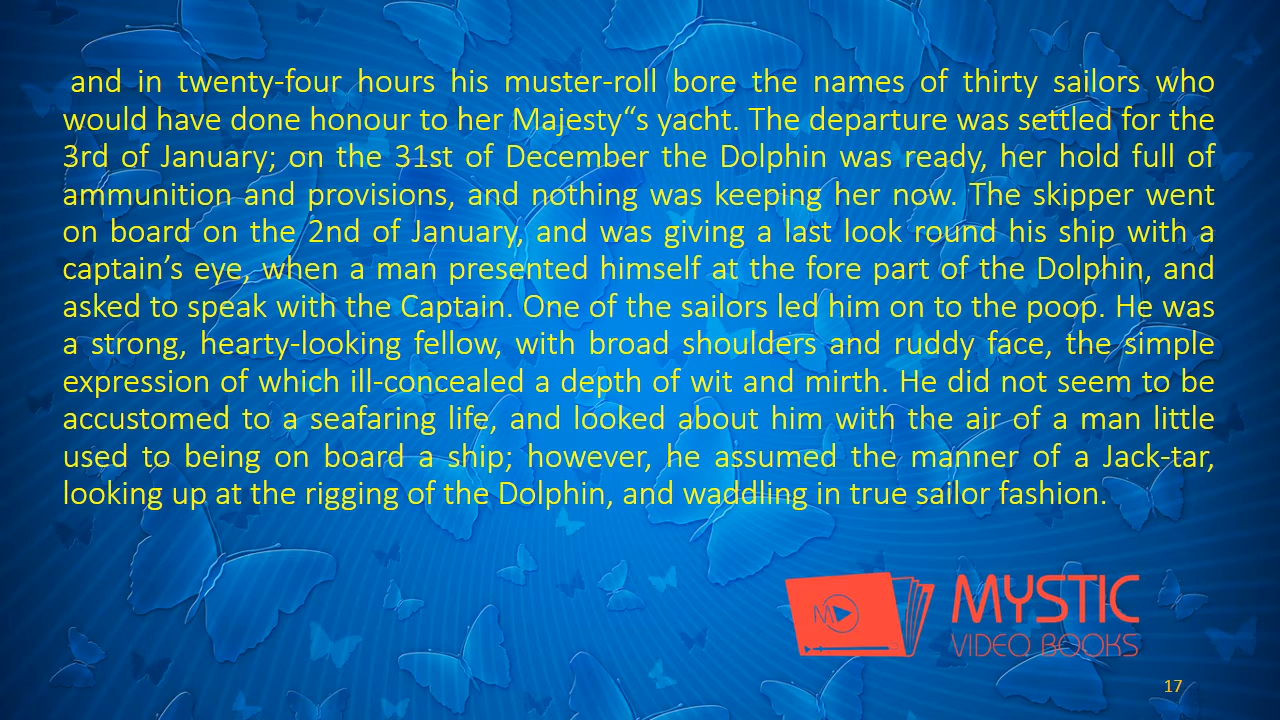 and in twenty-four hours his muster-roll bore the names of thirty sailors who
would have done honour to her Majesty“s yacht. The departure was settled for the
3rd of January; on the 31st of December the Dolphin was ready, her hold full of
ammunition and provisions, and nothing was keeping her now. The skipper went
on board on the 2nd of January, and was giving a last look round his ship with a
captain’s eye, when a man presented himself at the fore part of the Dolphin, and
asked to speak with the Captain. One of the sailors led him on to the poop. He was
a strong, hearty-looking fellow, with broad shoulders and ruddy face, the simple
expression of which ill-concealed a depth of wit and mirth. He did not seem to be
accustomed to a seafaring life, and looked about him with the air of a man little
used to being on board a ship; however, he assumed the manner of a Jack-tar,
looking up at the rigging of the Dolphin, and waddling in true sailor fashion.
MYSTIC
VIDEO BOOKS
17